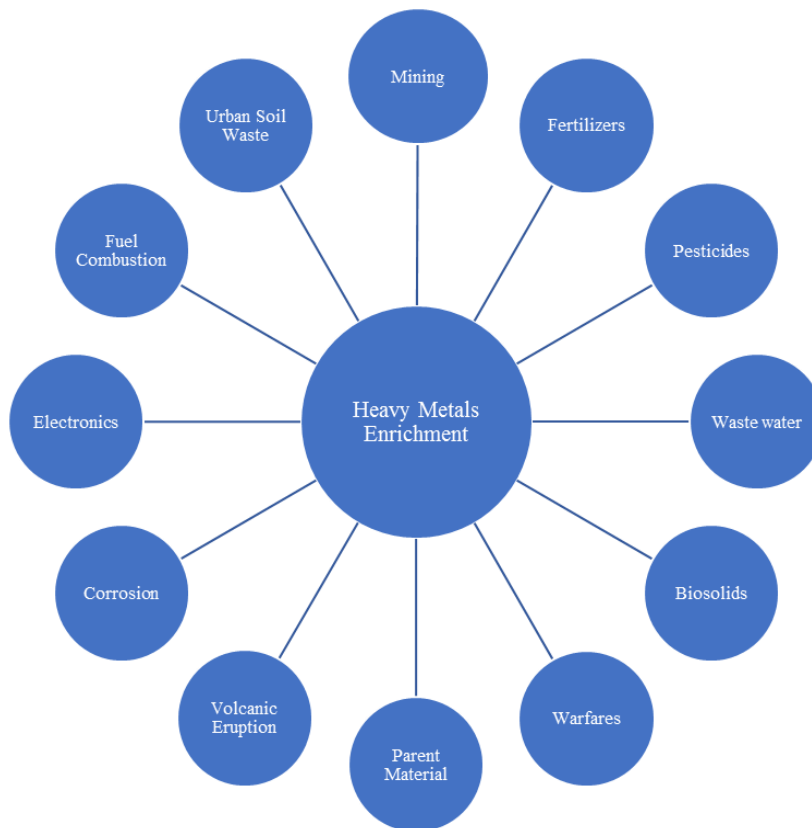 Mining
Fertilizers
Pesticides
Waste water
Biosolids
Warfares
Parent
Material
Volcanic
Eruption
Corrosion
Electronics
Fuel
Combustion
Urban Soil
Waste
Heavy Metals
Enrichment